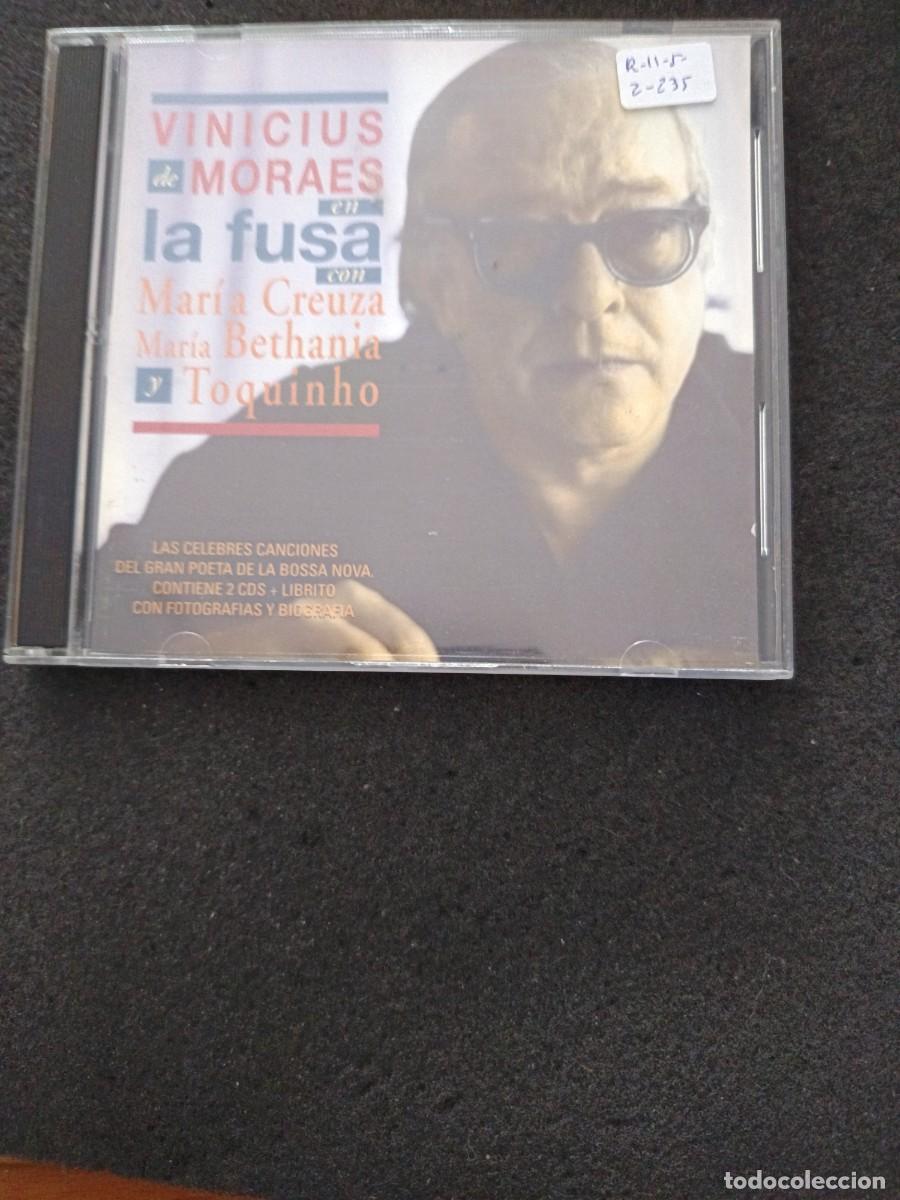 R-11-5-
2-235
VINICIUS
de MORAES
en
la fusa
con
María Creuza
María Bethania
y Toquinho
LAS CELEBRES CANCIONES
DEL GRAN POETA DE LA BOSSA NOVA.
CONTIENE 2 CDS + LIBRITO
CON FOTOGRAFIAS Y BIOGRAFIA
todocoleccion